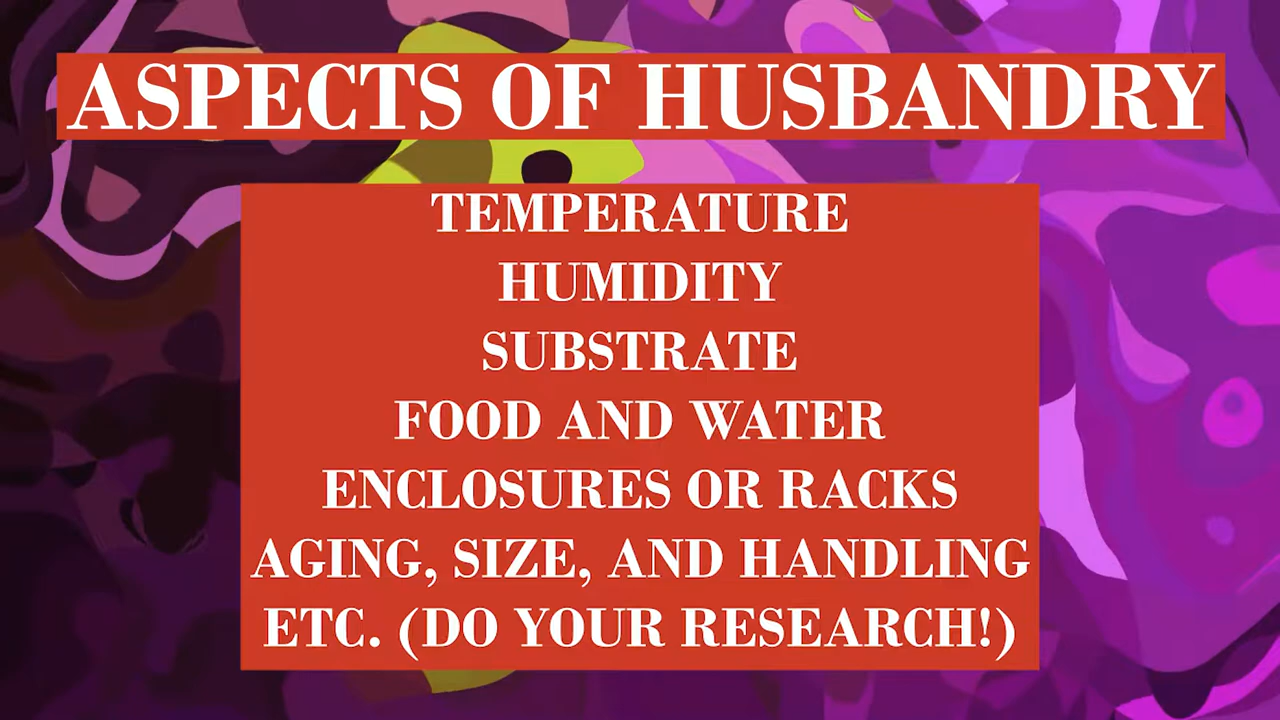 ASPECTS OF HUSBANDRY
TEMPERATURE
HUMIDITY
SUBSTRATE
FOOD AND WATER
ENCLOSURES OR RACKS
AGING, SIZE, AND HANDLING
ETC. (DO YOUR RESEARCH!)